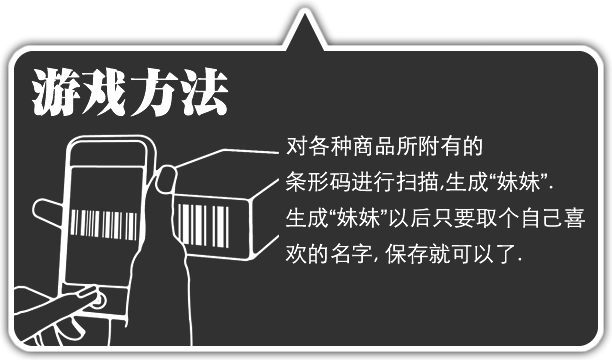 游戏方法
对各种商品所附有的
条形码进行扫描,生成“妹妹”.
生成“妹妹”以后只要取个自己喜
欢的名字, 保存就可以了.